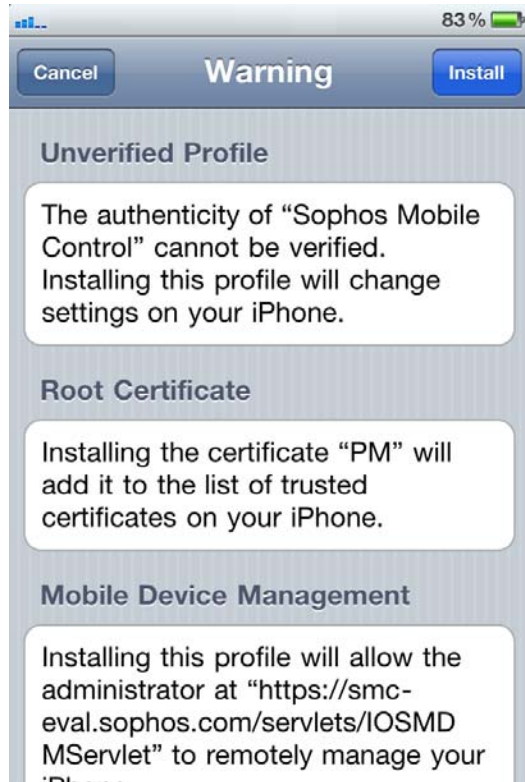 83%
Cancel
Warning
Install
Unverified Profile
The authenticity of “Sophos Mobile
Control” cannot be verified.
Installing this profile will change
settings on your iPhone.
Root Certificate
Installing the certificate “PM” will
add it to the list of trusted
certificates on your iPhone.
Mobile Device Management
Installing this profile will allow the
administrator at “https://smc-
eval.sophos.com/servlets/IOSMD
MServlet” to remotely manage your
iPhone